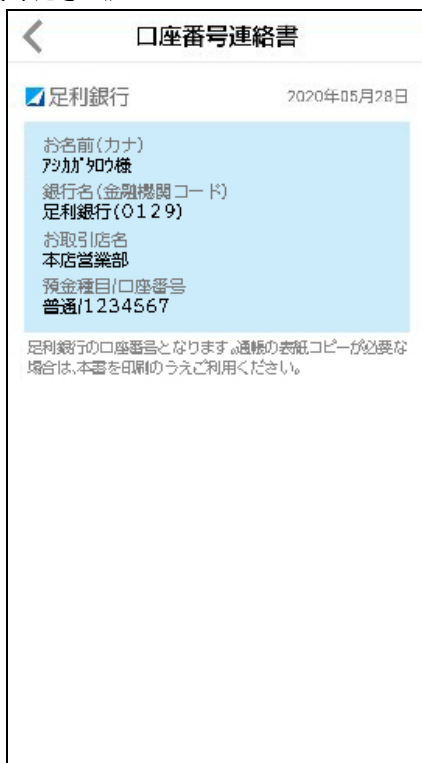 口座番号連絡書
足利銀行
2020年05月28日
お名前(カナ)
アシカガタロウ様
銀行名(金融機関コード)
足利銀行(0129)
お取引店名
本店営業部
預金種目/口座番号
普通/1234567
足利銀行の口座番号となります。通帳の表紙コピーが必要な
場合は、本書を印刷のうえご利用ください。